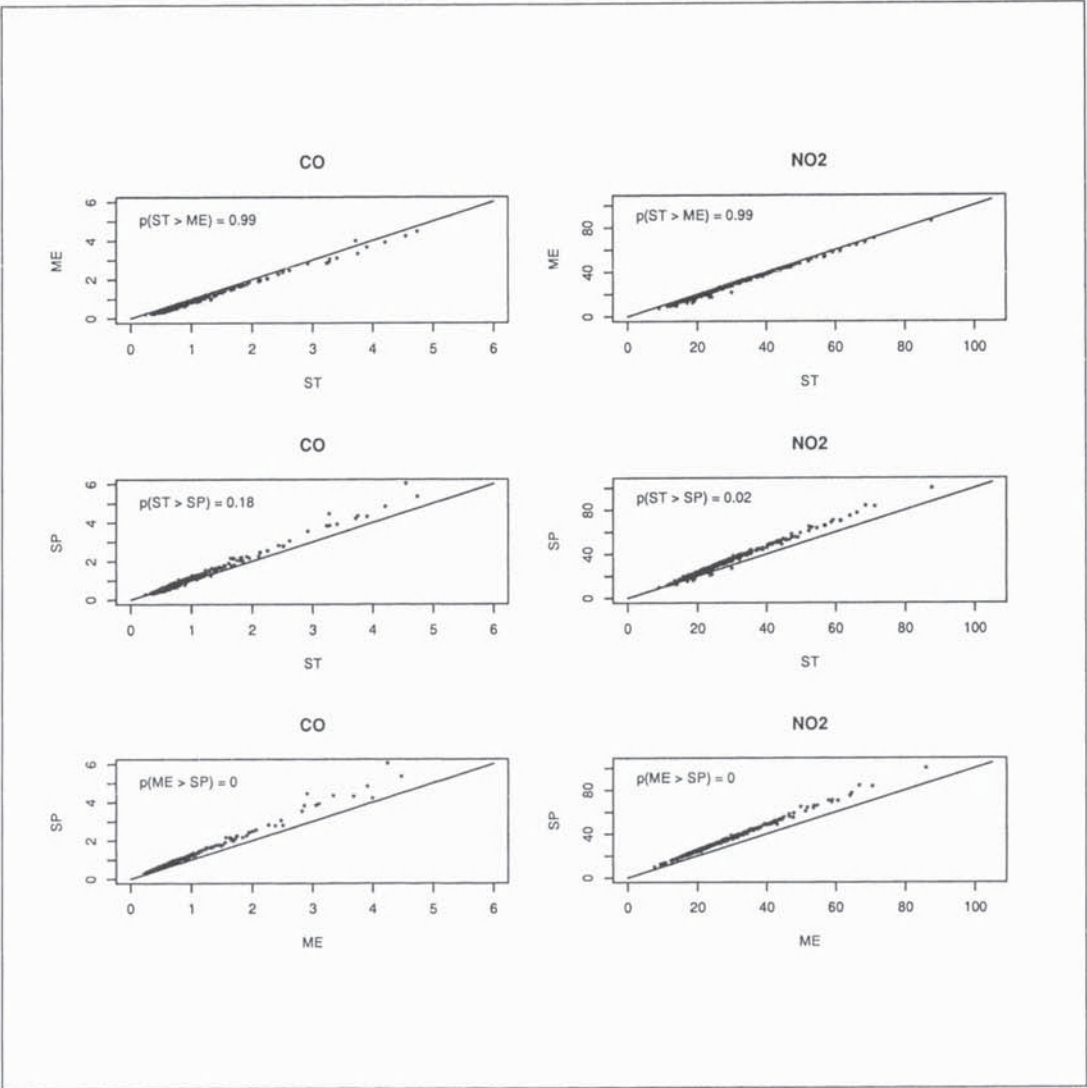 CO
p(ST > ME) = 0.99
ME
0 2 4 6
0 1 2 3 4 5 6
ST
NO2
p(ST > ME) = 0.99
ME
0 40 80
0 20 40 60 80 100
ST
CO
p(ST > SP) = 0.18
SP
0 2 4 6
0 1 2 3 4 5 6
ST
NO2
p(ST > SP) = 0.02
SP
0 40 80
0 20 40 60 80 100
ST
CO
p(ME > SP) = 0
SP
0 2 4 6
0 1 2 3 4 5 6
ME
NO2
p(ME > SP) = 0
SP
0 40 80
0 20 40 60 80 100
ME